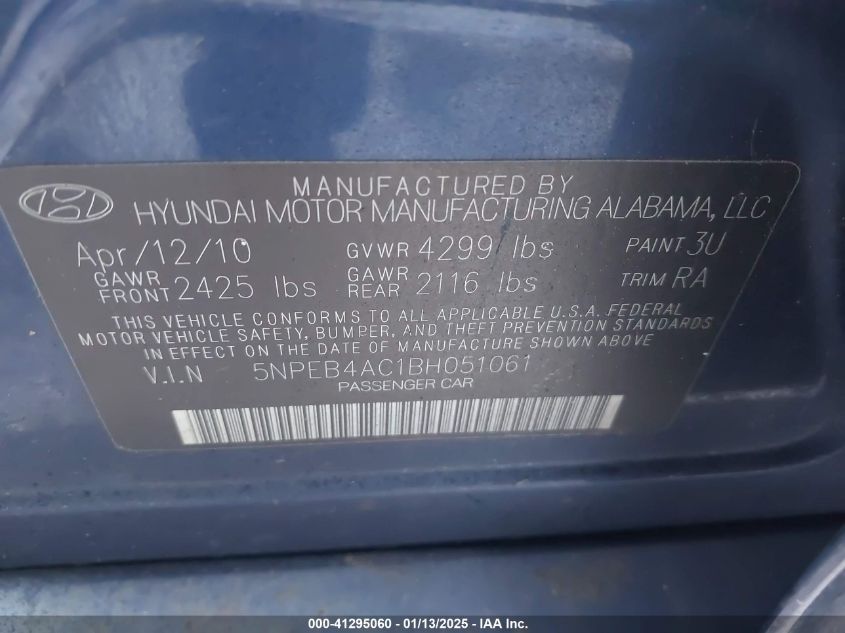 MANUFACTURED BY
HYUNDAI MOTOR MANUFACTURING ALABAMA, LLC
Apr/12/10 GVWR 4299 lbs PAINT 3U
GAWR FRONT 2425 lbs GAWR REAR 2116 lbs TRIM RA
THIS VEHICLE CONFORMS TO ALL APPLICABLE U.S.A. FEDERAL
MOTOR VEHICLE SAFETY, BUMPER, AND THEFT PREVENTION STANDARDS
IN EFFECT ON THE DATE OF MANUFACTURE SHOWN ABOVE
V.I.N 5NPEB4AC1BH051061
PASSENGER CAR
000-41295060 - 01/13/2025 - IAA Inc.